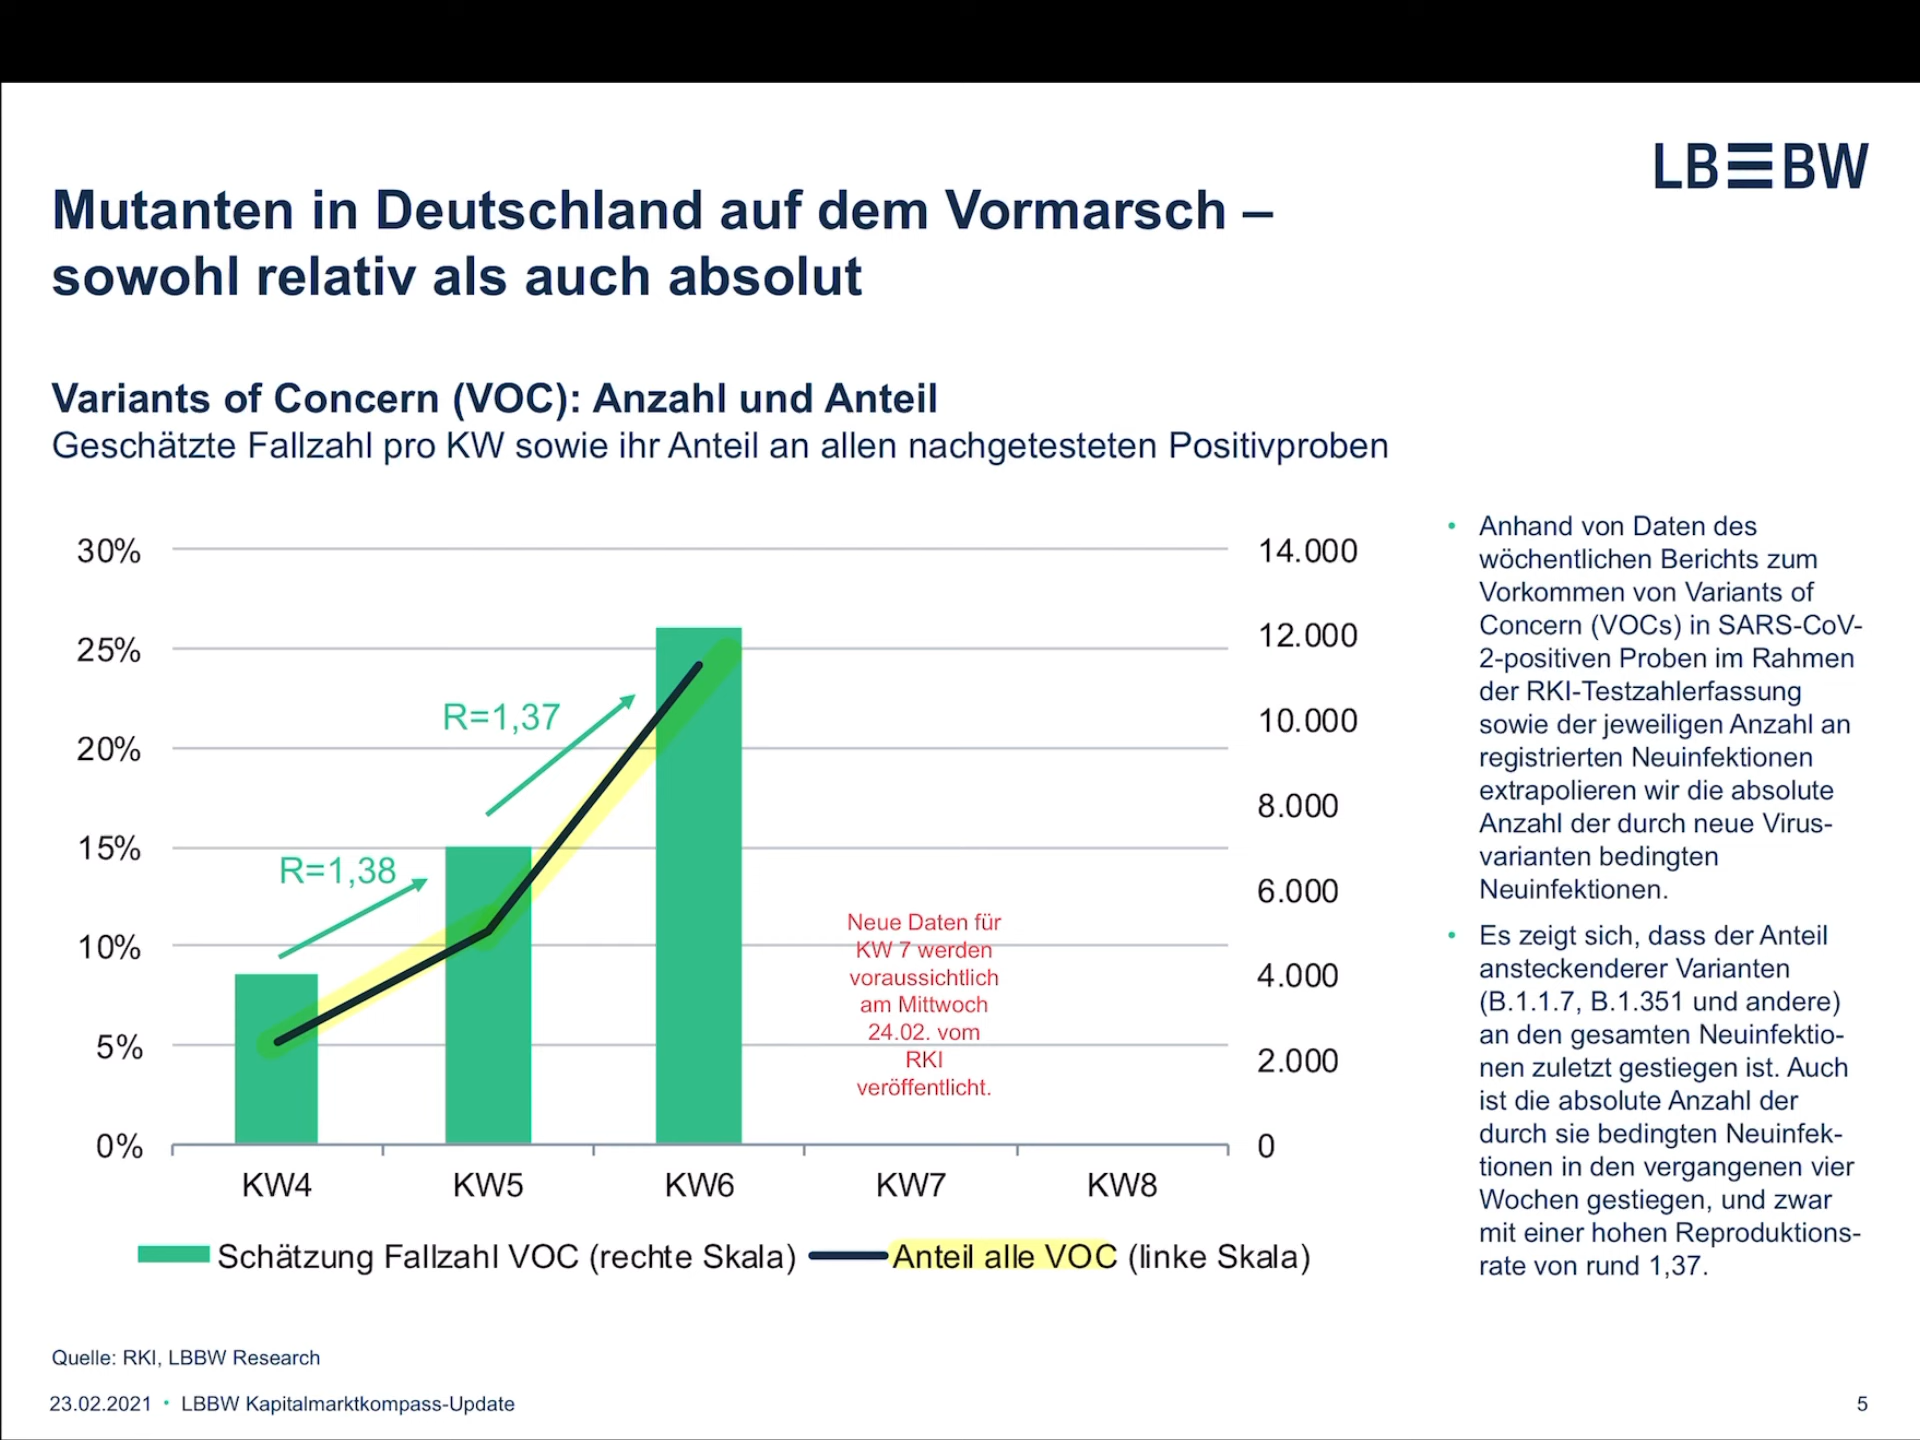 LBBW
Mutanten in Deutschland auf dem Vormarsch –
sowohl relativ als auch absolut
Variants of Concern (VOC): Anzahl und Anteil
Geschätzte Fallzahl pro KW sowie ihr Anteil an allen nachgetesteten Positivproben
30%
25%
20%
15%
10%
5%
0%
14.000
12.000
10.000
8.000
6.000
4.000
2.000
0
R=1,38
R=1,37
Neue Daten für
KW 7 werden
voraussichtlich
am Mittwoch
24.02. vom
RKI
veröffentlicht.
KW4 KW5 KW6 KW7 KW8
Schätzung Fallzahl VOC (rechte Skala) Anteil alle VOC (linke Skala)
• Anhand von Daten des
wöchentlichen Berichts zum
Vorkommen von Variants of
Concern (VOCs) in SARS-CoV-
2-positiven Proben im Rahmen
der RKI-Testzahlerfassung
sowie der jeweiligen Anzahl an
registrierten Neuinfektionen
extrapolieren wir die absolute
Anzahl der durch neue Virus-
varianten bedingten
Neuinfektionen.
• Es zeigt sich, dass der Anteil
ansteckenderer Varianten
(B.1.1.7, B.1.351 und andere)
an den gesamten Neuinfektio-
nen zuletzt gestiegen ist. Auch
ist die absolute Anzahl der
durch sie bedingten Neuinfek-
tionen in den vergangenen vier
Wochen gestiegen, und zwar
mit einer hohen Reproduktions-
rate von rund 1,37.
Quelle: RKI, LBBW Research
23.02.2021 • LBBW Kapitalmarktkompass-Update
5